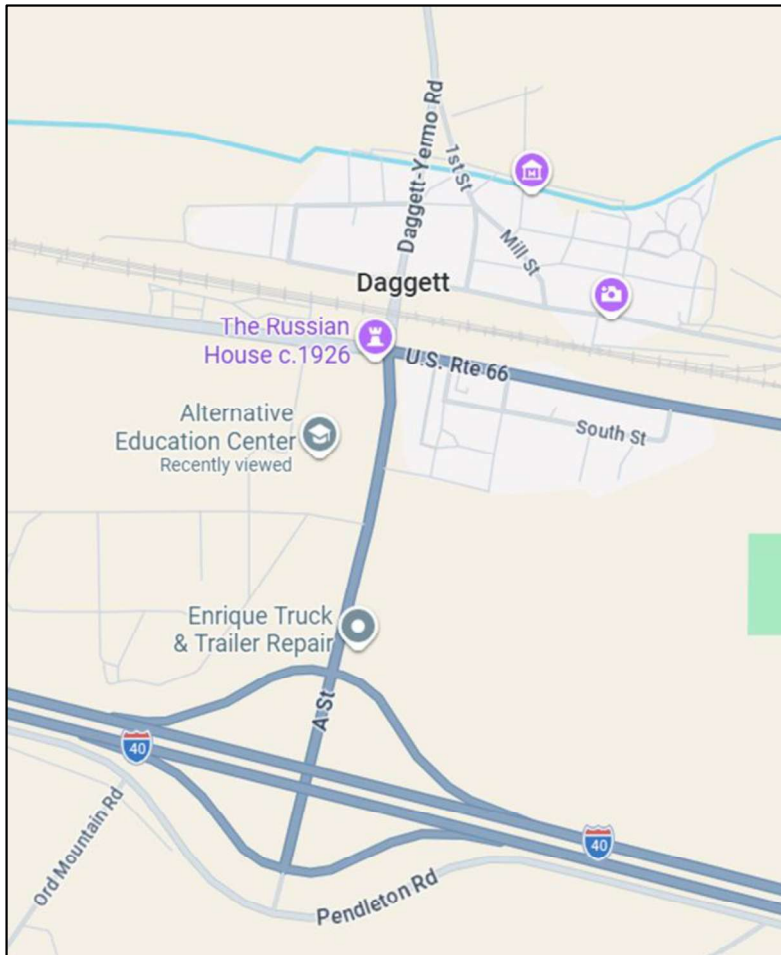 Daggett-Yermo Rd
1st St
Mill St
Daggett
The Russian
House c.1926
U.S. Rte 66
Alternative
Education Center
Recently viewed
South St
Enrique Truck
& Trailer Repair
A St
40
40
Ord Mountain Rd
Pendleton Rd